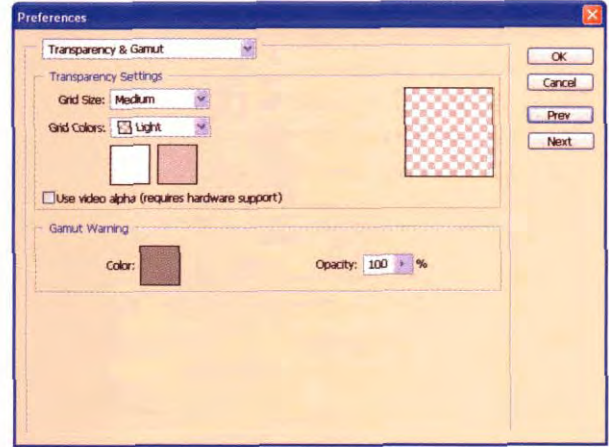 Preferences
Transparency & Gamut
OK
Cancel
Prev
Next
Transparency Settings
Grid Size: Medium
Grid Colors: Light
Use video alpha (requires hardware support)
Gamut Warning
Color:
Opacity: 100 %